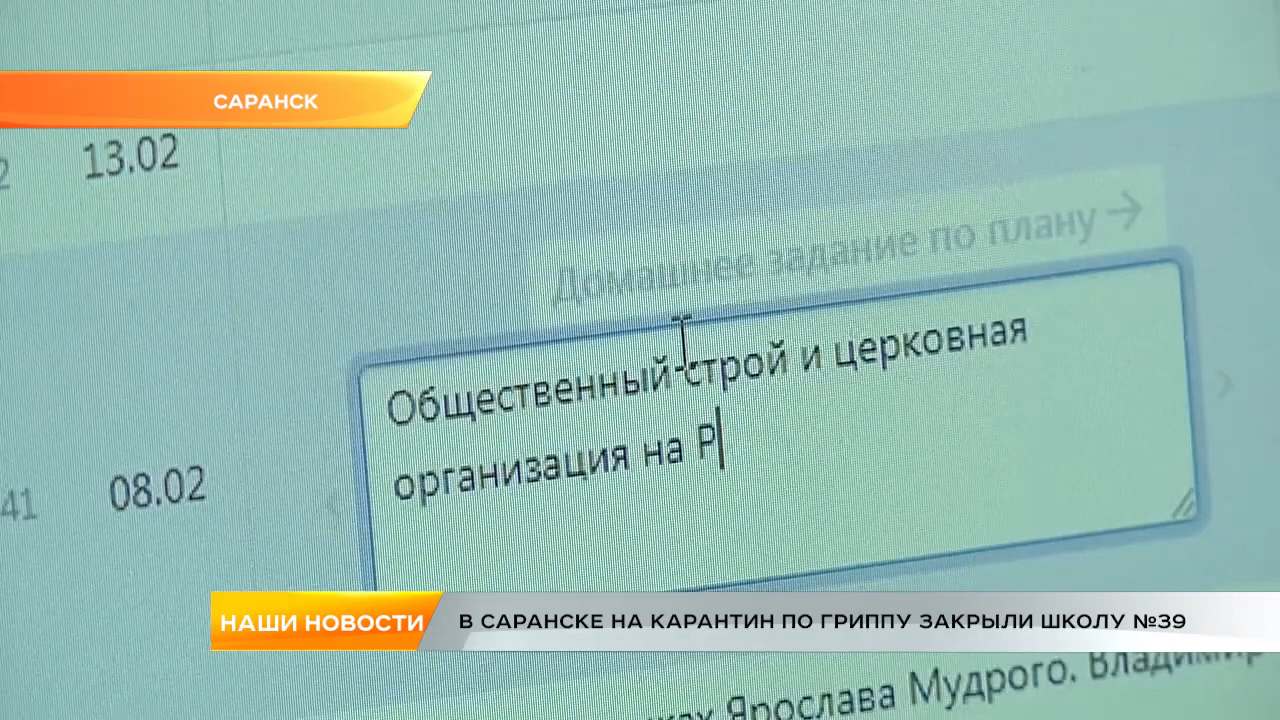 САРАНСК
13.02
Домашнее задание по плану →
Общественный строй и церковная
организация на Р
41 08.02
НАШИ НОВОСТИ
В САРАНСКЕ НА КАРАНТИН ПО ГРИППУ ЗАКРЫЛИ ШКОЛУ №39
Ярослава Мудрого. Владимир